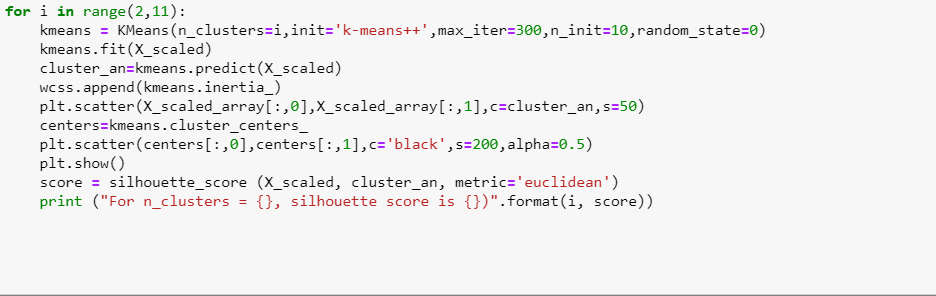 for i in range(2,11):
    kmeans = KMeans(n_clusters=i,init='k-means++',max_iter=300,n_init=10,random_state=0)
    kmeans.fit(X_scaled)
    cluster_an=kmeans.predict(X_scaled)
    wcss.append(kmeans.inertia_)
    plt.scatter(X_scaled_array[:,0],X_scaled_array[:,1],c=cluster_an,s=50)
    centers=kmeans.cluster_centers_
    plt.scatter(centers[:,0],centers[:,1],c='black',s=200,alpha=0.5)
    plt.show()
    score = silhouette_score (X_scaled, cluster_an, metric='euclidean')
    print ("For n_clusters = {}, silhouette score is {})".format(i, score))